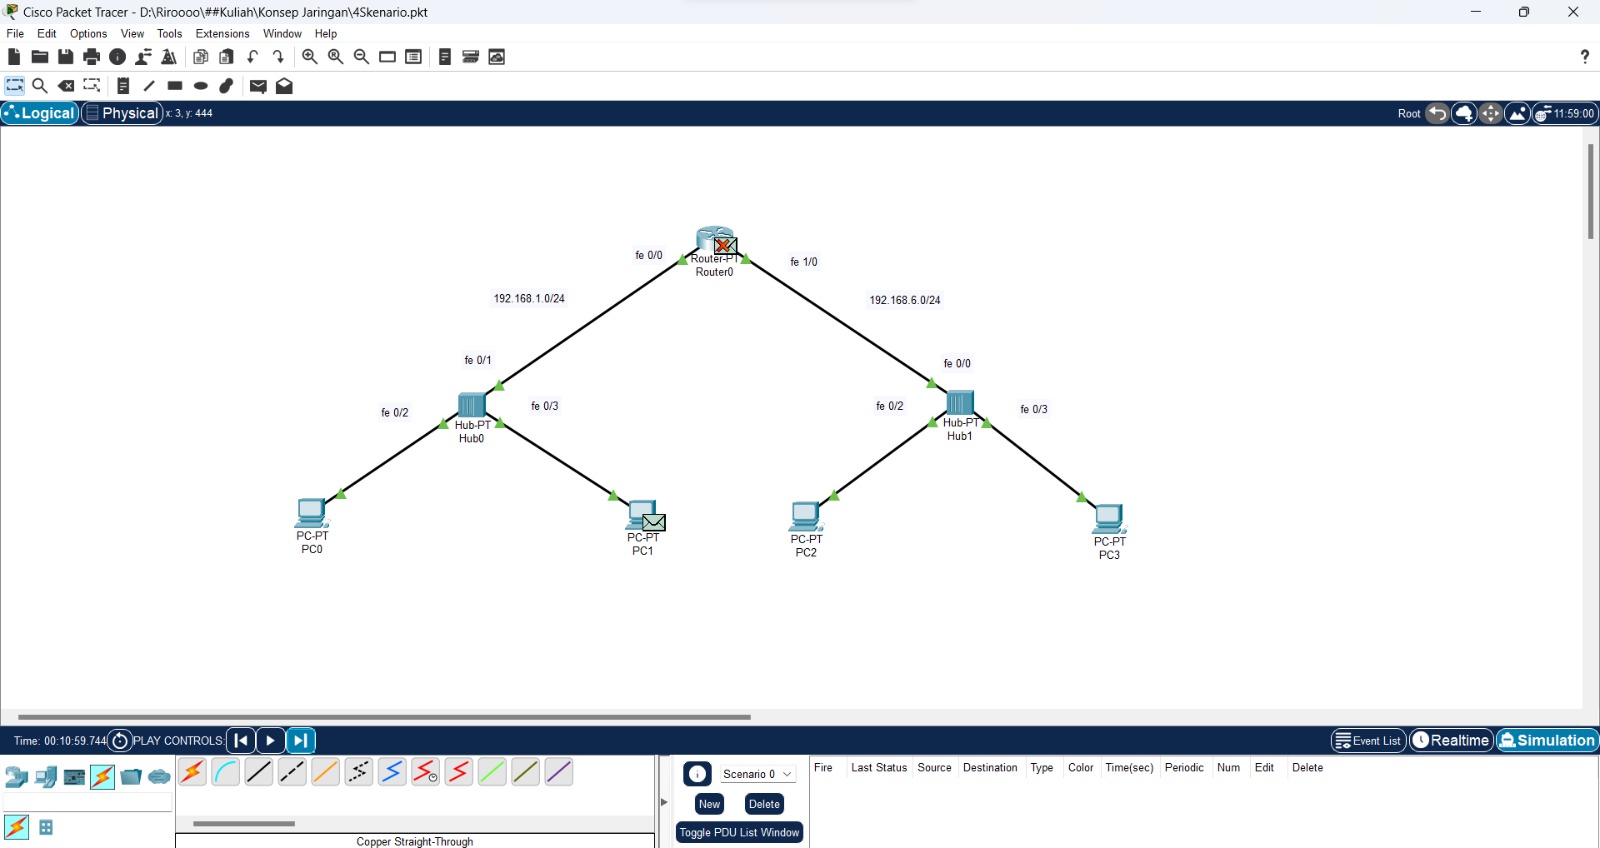 Cisco Packet Tracer - D:\Riroooo\##Kuliah\Konsep Jaringan\4Skenario.pkt
File Edit Options View Tools Extensions Window Help
?
Logical Physical x: 3, y: 444 Root 11:59:00
fe 0/0
fe 1/0
Router-PT
Router0
192.168.1.0/24
192.168.6.0/24
fe 0/1
fe 0/0
fe 0/2
fe 0/3
fe 0/2
fe 0/3
Hub-PT
Hub0
Hub-PT
Hub1
PC-PT
PC0
PC-PT
PC1
PC-PT
PC2
PC-PT
PC3
Time: 00:10:59.744 PLAY CONTROLS: Event List Realtime Simulation
Scenario 0
New Delete
Toggle PDU List Window
Fire Last Status Source Destination Type Color Time(sec) Periodic Num Edit Delete
Copper Straight-Through